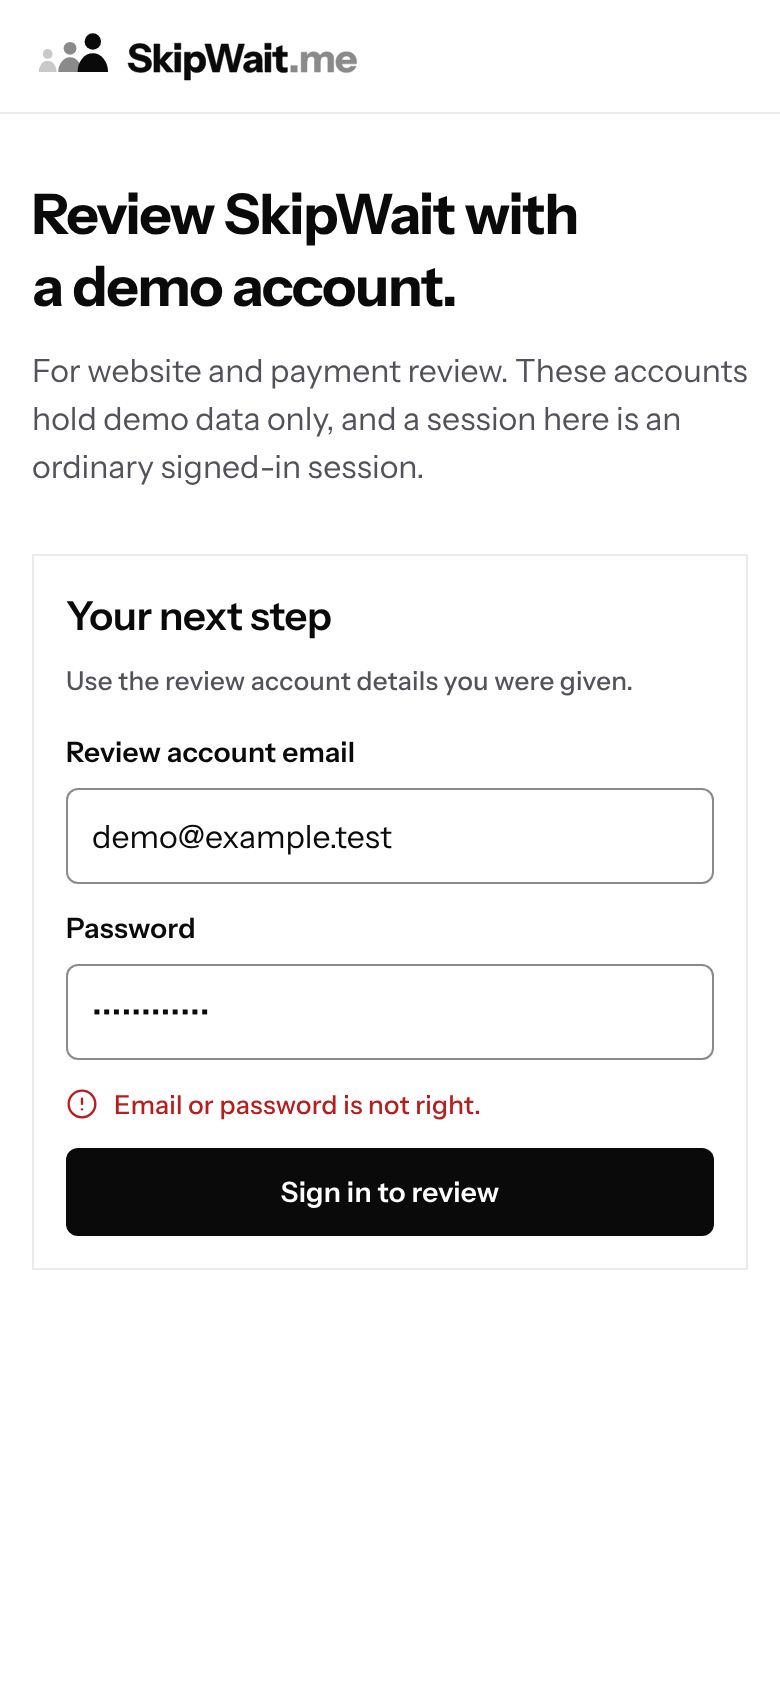 SkipWait.me
Review SkipWait with
a demo account.
For website and payment review. These accounts
hold demo data only, and a session here is an
ordinary signed-in session.
Your next step
Use the review account details you were given.
Review account email
demo@example.test
Password
••••••••••••
Email or password is not right.
Sign in to review